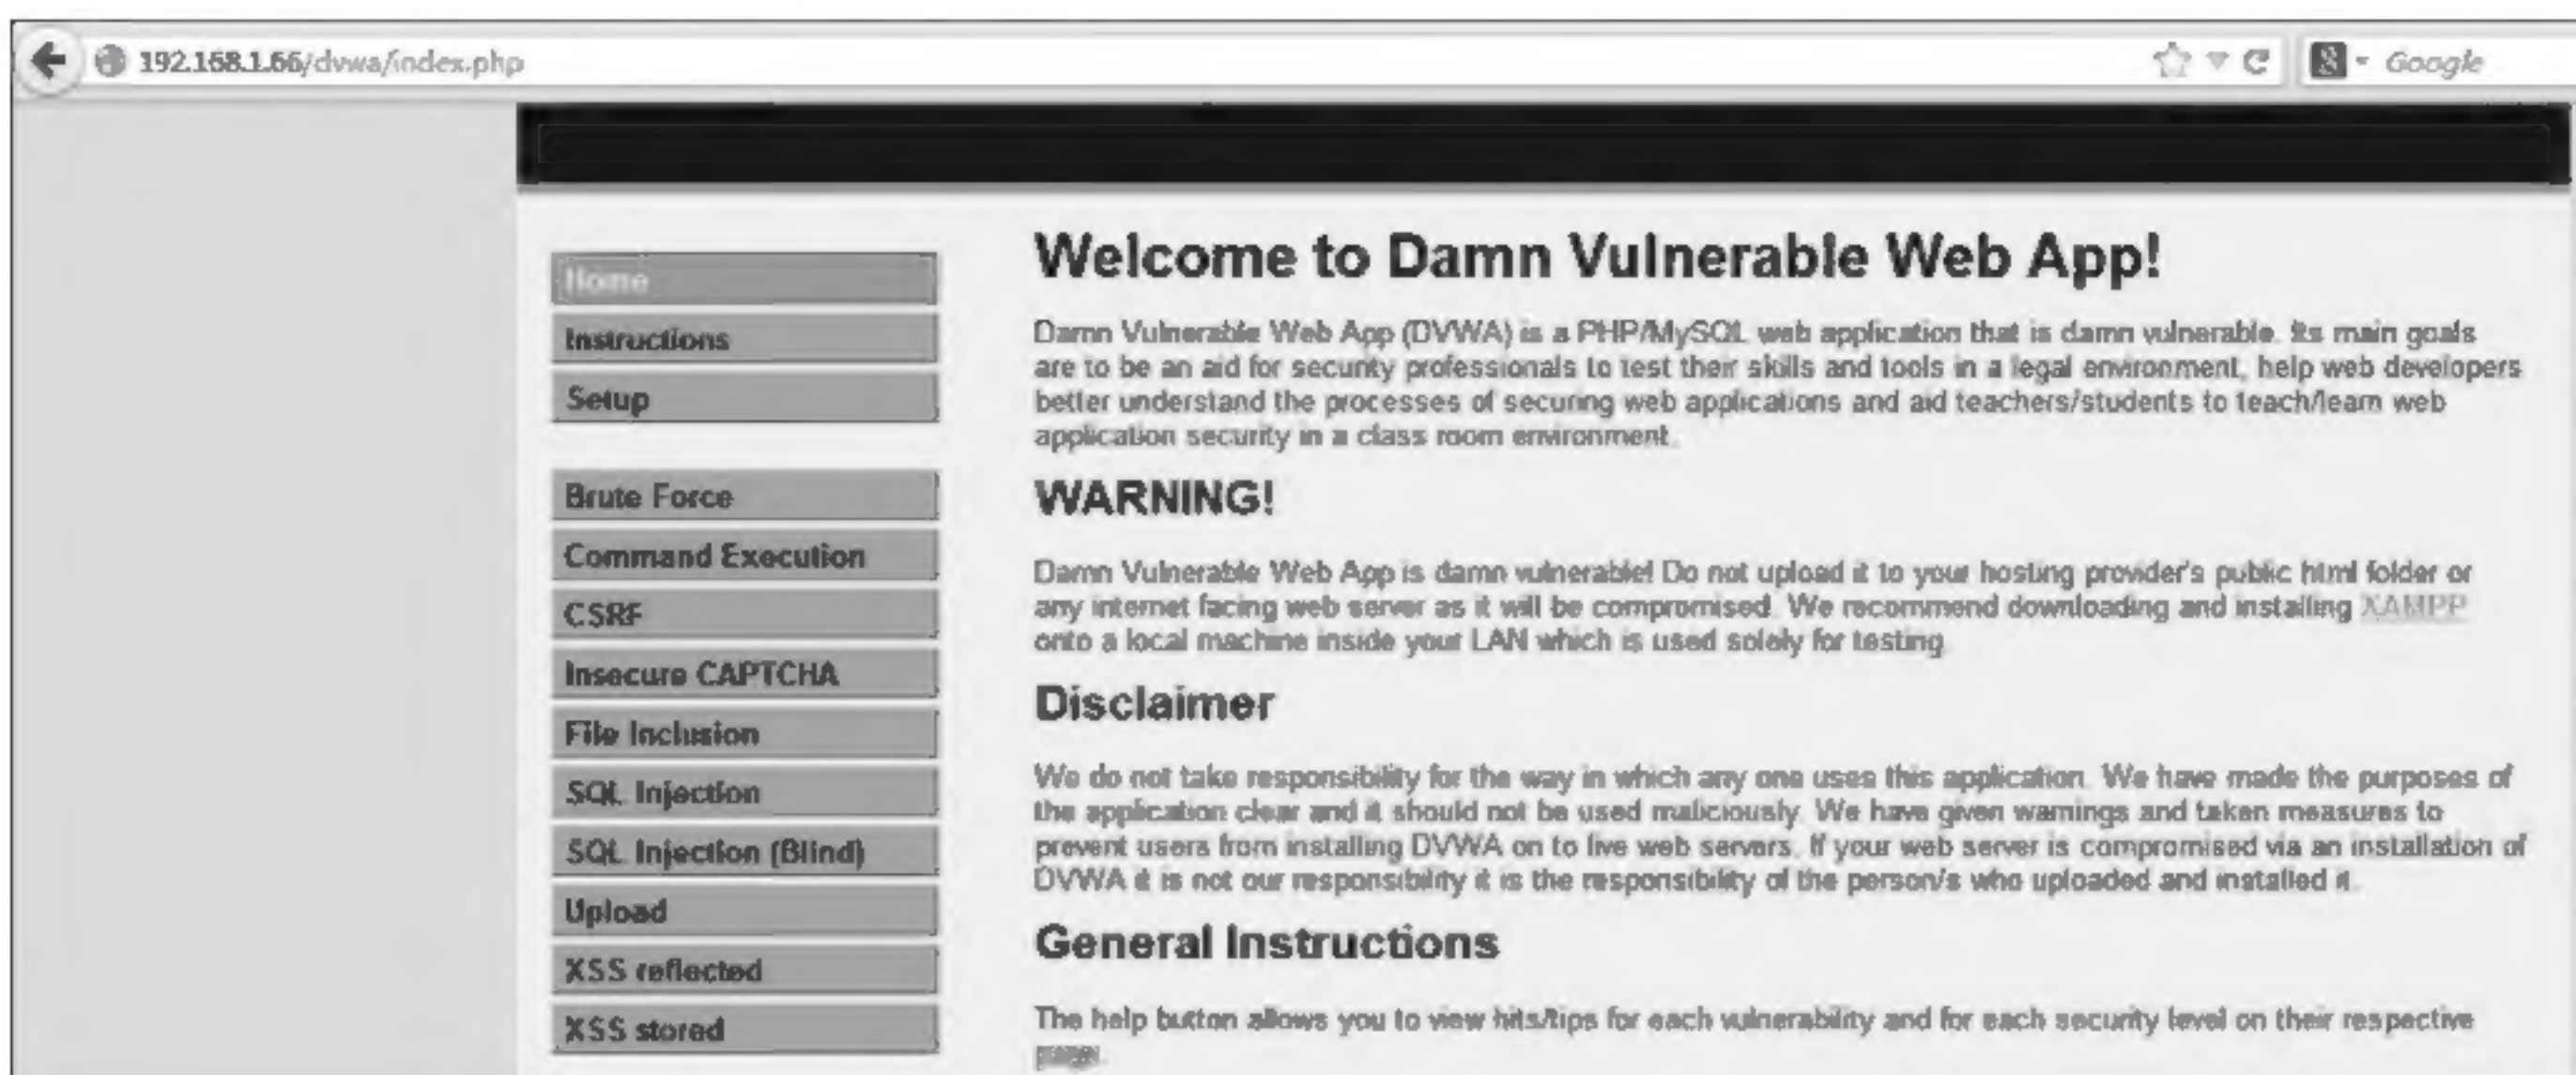 192.168.1.66/dvwa/index.php
Google
Home
Instructions
Setup
Brute Force
Command Execution
CSRF
Insecure CAPTCHA
File Inclusion
SQL Injection
SQL Injection (Blind)
Upload
XSS reflected
XSS stored
Welcome to Damn Vulnerable Web App!
Damn Vulnerable Web App (DVWA) is a PHP/MySQL web application that is damn vulnerable. Its main goals
are to be an aid for security professionals to test their skills and tools in a legal environment, help web developers
better understand the processes of securing web applications and aid teachers/students to teach/learn web
application security in a class room environment.
WARNING!
Damn Vulnerable Web App is damn vulnerable! Do not upload it to your hosting provider's public html folder or
any internet facing web server as it will be compromised. We recommend downloading and installing XAMPP
onto a local machine inside your LAN which is used solely for testing.
Disclaimer
We do not take responsibility for the way in which any one uses this application. We have made the purposes of
the application clear and it should not be used maliciously. We have given warnings and taken measures to
prevent users from installing DVWA on to live web servers. If your web server is compromised via an installation of
DVWA it is not our responsibility it is the responsibility of the person/s who uploaded and installed it.
General Instructions
The help button allows you to view hits/tips for each vulnerability and for each security level on their respective
page.